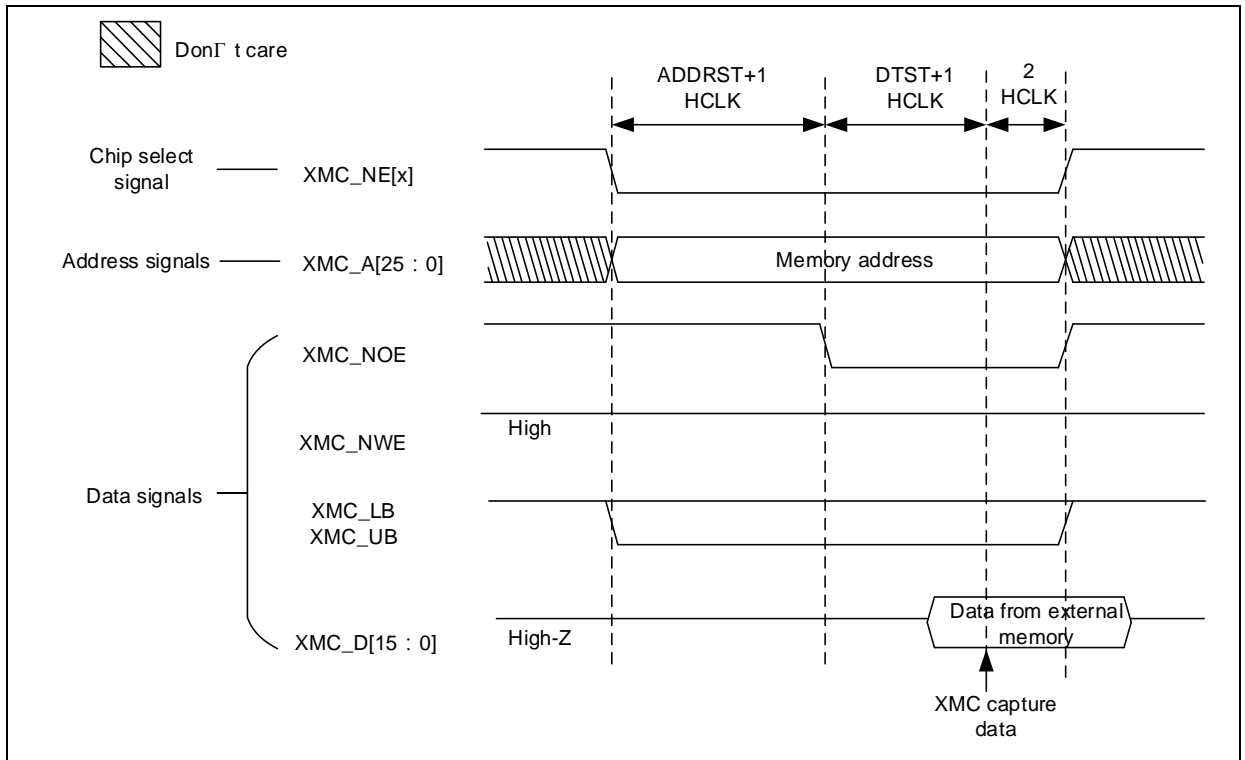 DonΓ t care
ADDRST+1
HCLK
DTST+1
HCLK
2
HCLK
Chip select
signal
XMC_NE[x]
Address signals
XMC_A[25 : 0]
Memory address
XMC_NOE
High
XMC_NWE
Data signals
XMC_LB
XMC_UB
XMC_D[15 : 0]
High-Z
Data from external
memory
XMC capture
data